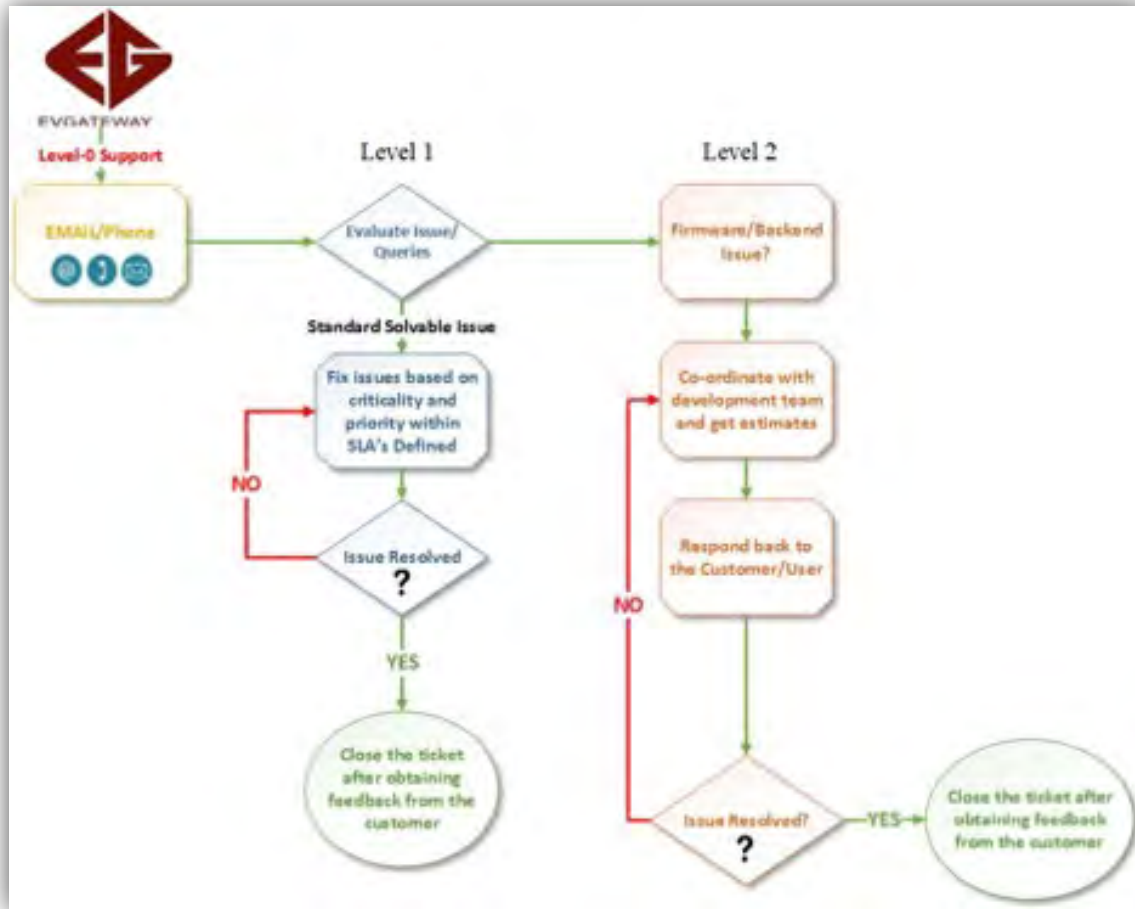 EG
EVGATEWAY
Level-0 Support
Level 1
Level 2
EMAIL/Phone
@
Evaluate Issue/
Queries
Firmware/Backend
Issue?
Standard Solvable Issue
Fix issues based on
criticality and
priority within
SLA's Defined
Co-ordinate with
development team
and get estimates
NO
Issue Resolved
?
Respond back to
the Customer/User
NO
YES
Close the ticket
after obtaining
feedback from the
customer
Issue Resolved?
?
YES
Close the ticket after
obtaining feedback
from the customer